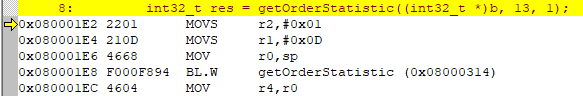 8: int32_t res = getOrderStatistic((int32_t *)b, 13, 1);
0x080001E2 2201 MOVS r2,#0x01
0x080001E4 210D MOVS r1,#0x0D
0x080001E6 4668 MOV r0,sp
0x080001E8 F000F894 BL.W getOrderStatistic (0x08000314)
0x080001EC 4604 MOV r4,r0